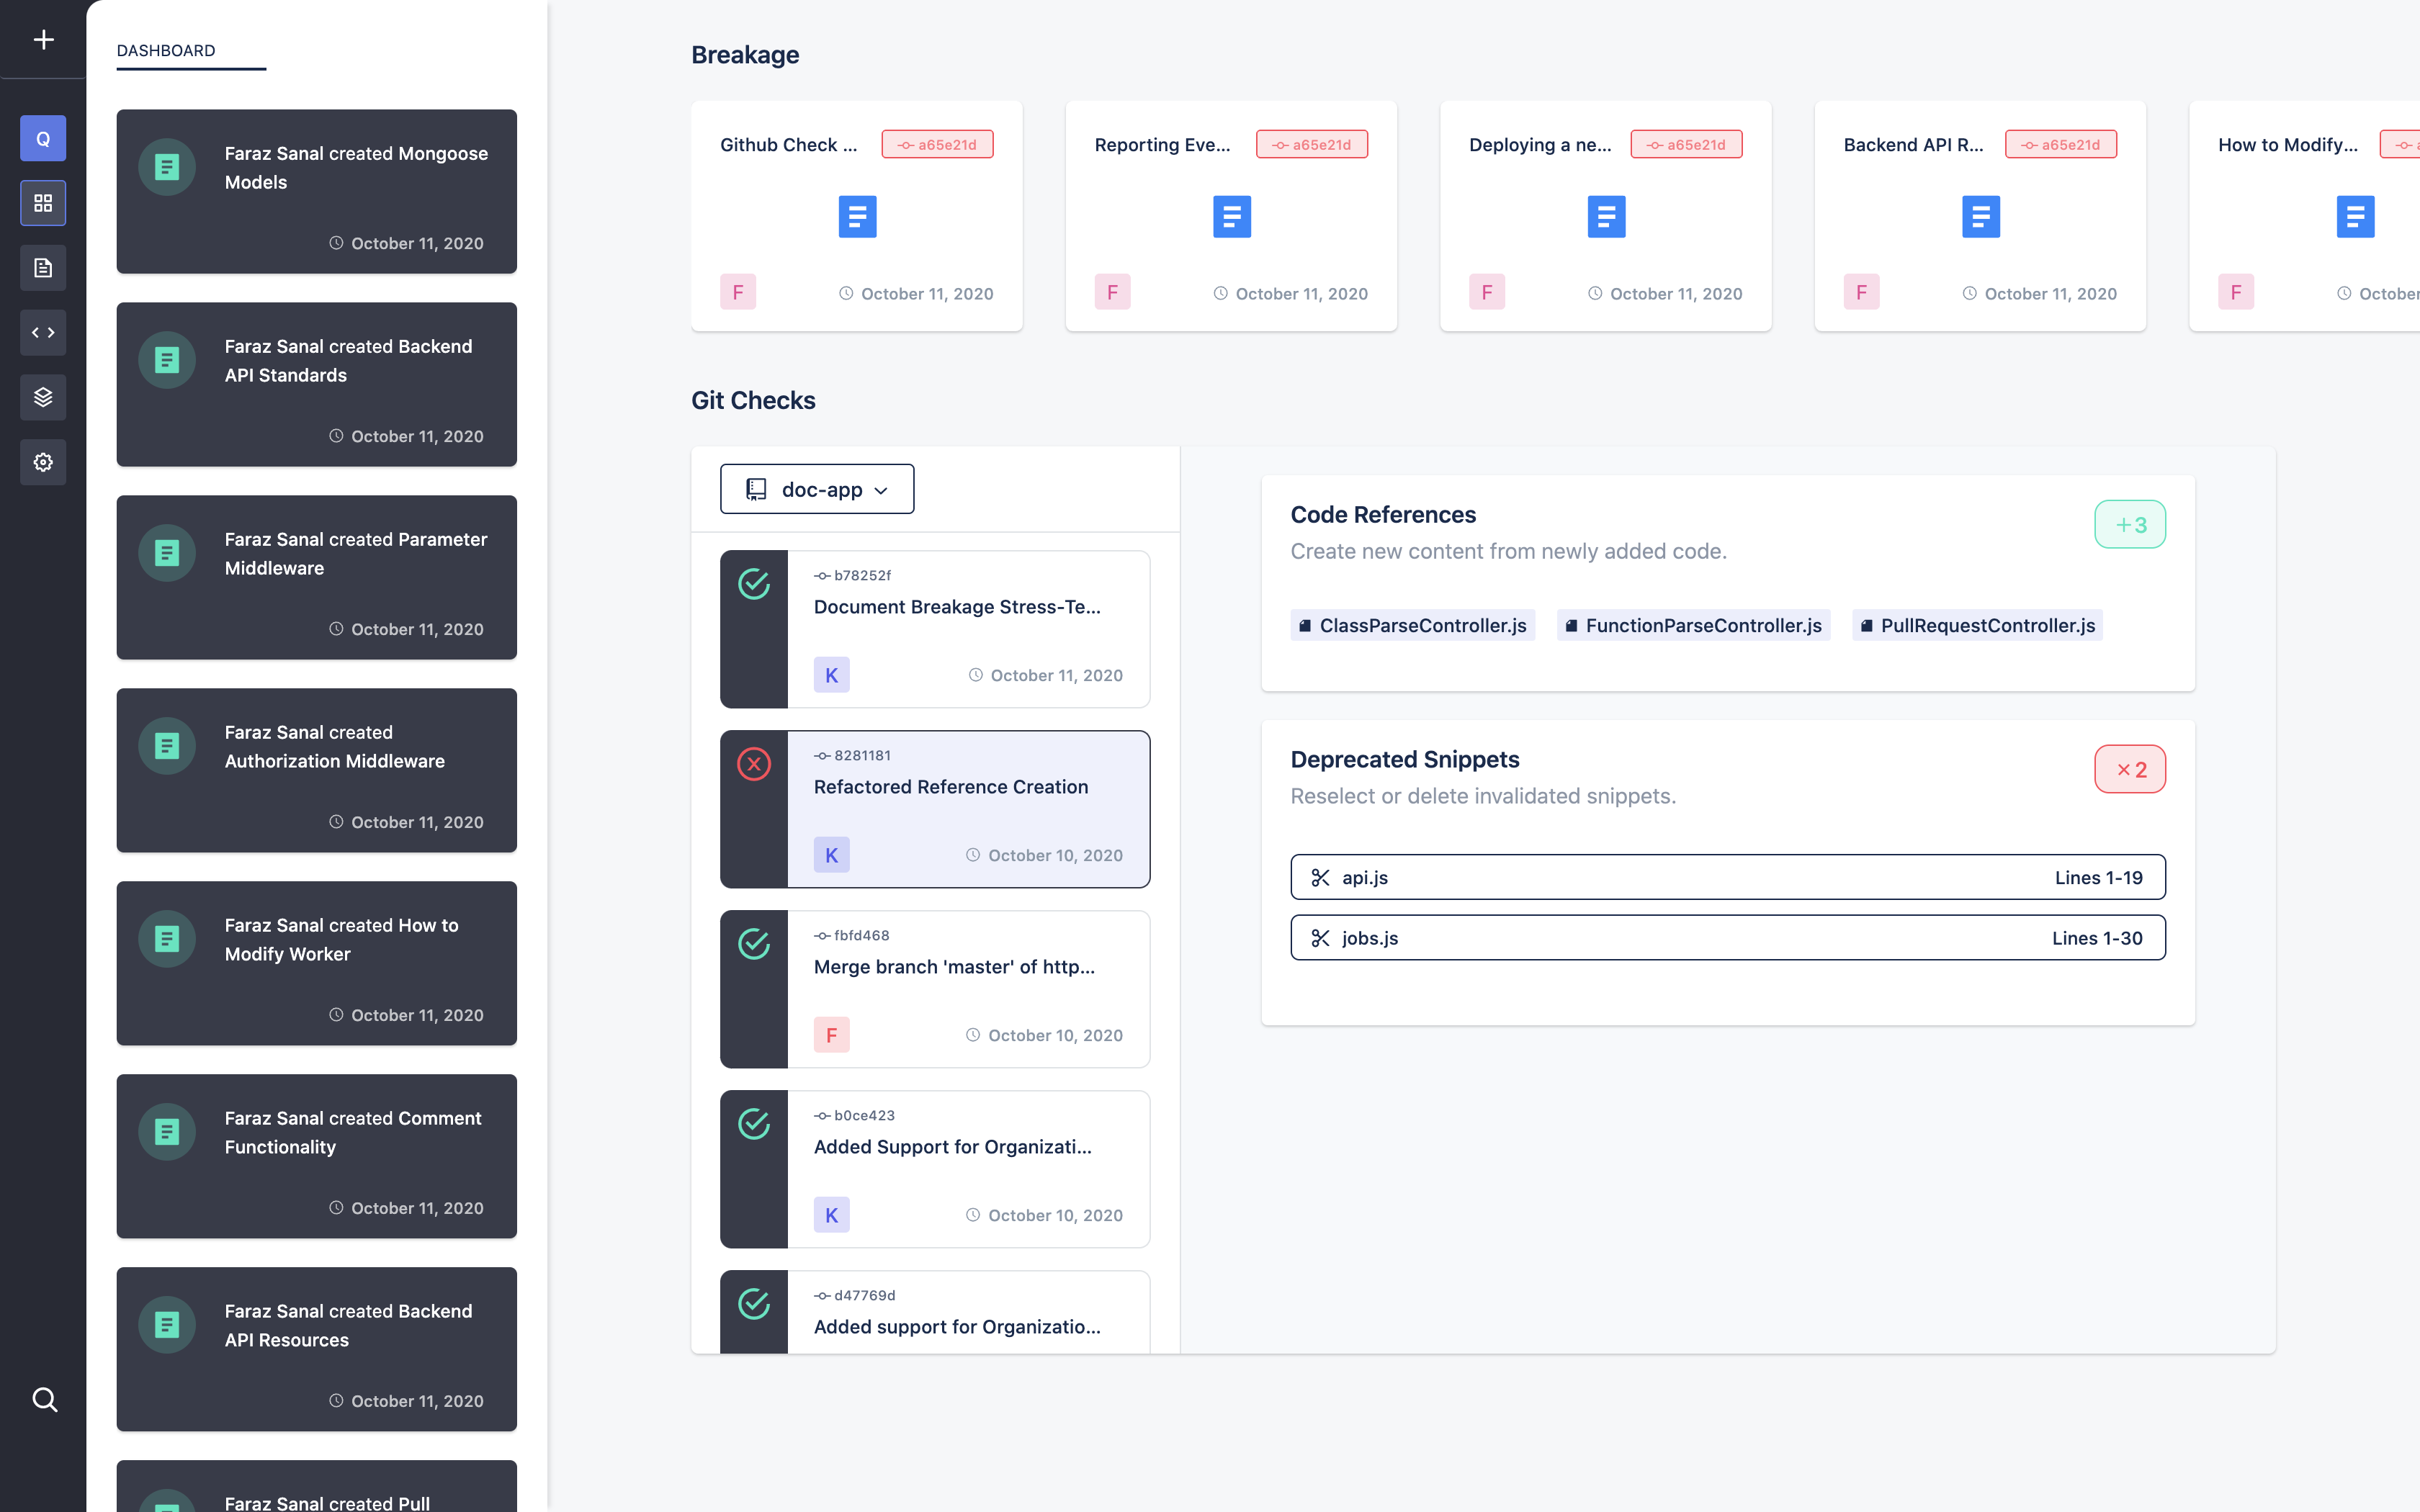 Q
DASHBOARD
Faraz Sanal created Mongoose
Models
October 11, 2020
Faraz Sanal created Backend
API Standards
October 11, 2020
Faraz Sanal created Parameter
Middleware
October 11, 2020
Faraz Sanal created
Authorization Middleware
October 11, 2020
Faraz Sanal created How to
Modify Worker
October 11, 2020
Faraz Sanal created Comment
Functionality
October 11, 2020
Faraz Sanal created Backend
API Resources
October 11, 2020
Faraz Sanal created Pull
Breakage
Github Check ...
a65e21d
F
October 11, 2020
Reporting Eve...
a65e21d
F
October 11, 2020
Deploying a ne...
a65e21d
F
October 11, 2020
Backend API R...
a65e21d
F
October 11, 2020
How to Modify...
F
Git Checks
doc-app
b78252f
Document Breakage Stress-Te...
K
October 11, 2020
8281181
Refactored Reference Creation
K
October 10, 2020
fbfd468
Merge branch 'master' of http...
F
October 10, 2020
b0ce423
Added Support for Organizati...
K
October 10, 2020
d47769d
Added support for Organizatio...
Code References
+3
Create new content from newly added code.
ClassParseController.js
FunctionParseController.js
PullRequestController.js
Deprecated Snippets
×2
Reselect or delete invalidated snippets.
api.js
Lines 1-19
jobs.js
Lines 1-30